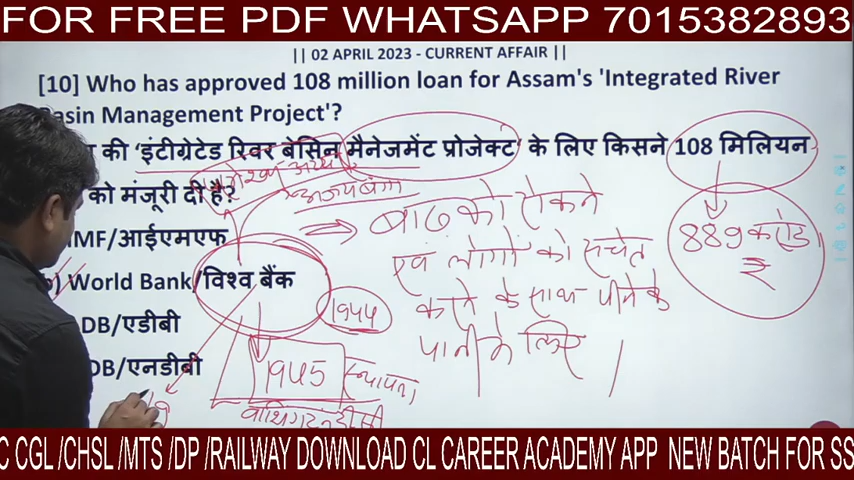 FOR FREE PDF WHATSAPP 7015382893
|| 02 APRIL 2023 - CURRENT AFFAIR ||
[10] Who has approved 108 million loan for Assam's 'Integrated River
asin Management Project'?
की 'इंटीग्रेटेड रिवर बेसिन मैनेजमेंट प्रोजेक्ट' के लिए किसने 108 मिलियन
को मंजूरी दी है?
अजय बंगा
MF/आईएमएफ
बाढ को रोकने
889 करोड़
₹
एवं लोगों को सचेत
World Bank/विश्व बैंक
करने के साथ पीने के
1944
DB/एडीबी
पानी के लिए
DB/एनडीबी
1945 स्थापना
वाशिंगटन डी सी
C CGL /CHSL /MTS /DP /RAILWAY DOWNLOAD CL CAREER ACADEMY APP NEW BATCH FOR SS